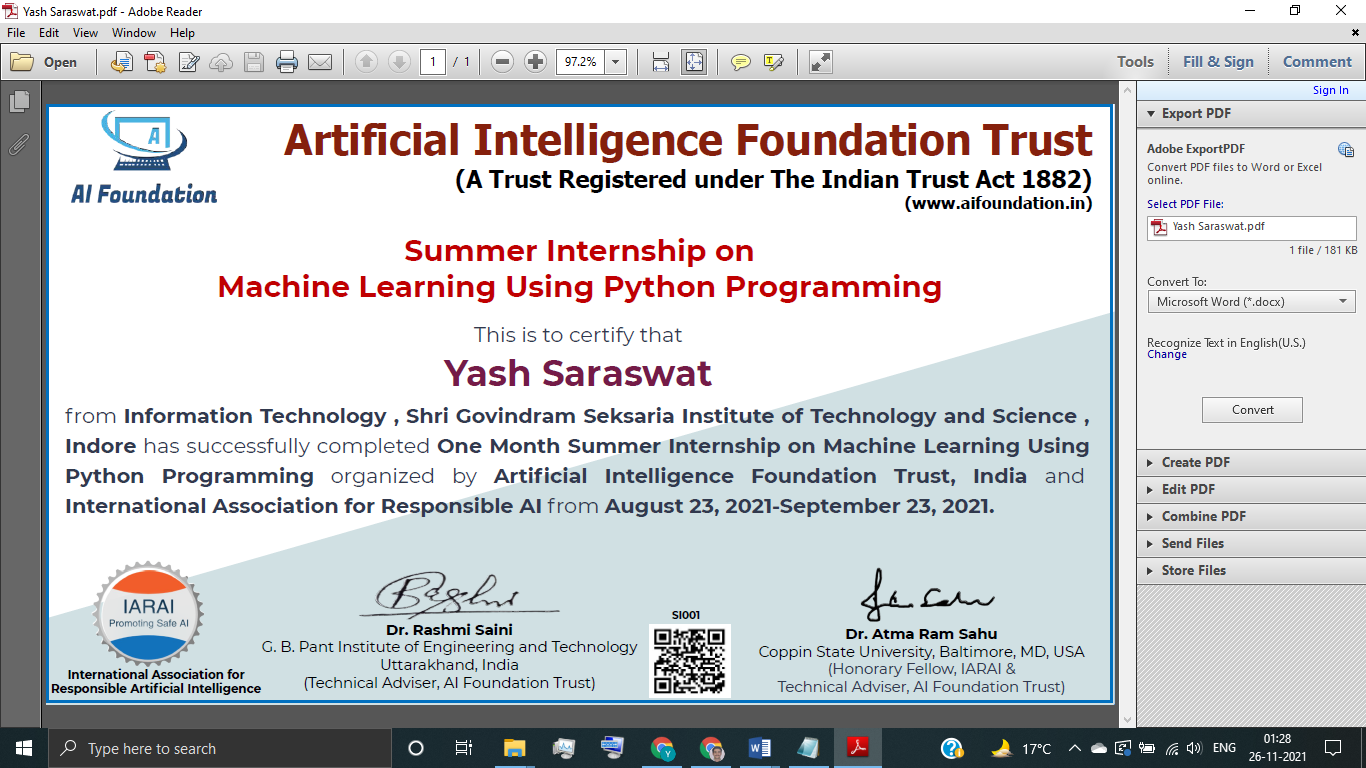 Yash Saraswat.pdf - Adobe Reader
File Edit View Window Help
Open 1 / 1 97.2% Tools Fill & Sign Comment
Sign In
Export PDF
Adobe ExportPDF
Convert PDF files to Word or Excel
online.
Select PDF File:
Yash Saraswat.pdf
1 file / 181 KB
Convert To:
Microsoft Word (*.docx)
Recognize Text in English(U.S.)
Change
Convert
Create PDF
Edit PDF
Combine PDF
Send Files
Store Files
AI
AI Foundation
Artificial Intelligence Foundation Trust
(A Trust Registered under The Indian Trust Act 1882)
(www.aifoundation.in)
Summer Internship on
Machine Learning Using Python Programming
This is to certify that
Yash Saraswat
from Information Technology , Shri Govindram Seksaria Institute of Technology and Science ,
Indore has successfully completed One Month Summer Internship on Machine Learning Using
Python Programming organized by Artificial Intelligence Foundation Trust, India and
International Association for Responsible AI from August 23, 2021-September 23, 2021.
IARAI
Promoting Safe AI
International Association for
Responsible Artificial Intelligence
Dr. Rashmi Saini
G. B. Pant Institute of Engineering and Technology
Uttarakhand, India
(Technical Adviser, AI Foundation Trust)
SI001
Dr. Atma Ram Sahu
Coppin State University, Baltimore, MD, USA
(Honorary Fellow, IARAI &
Technical Adviser, AI Foundation Trust)
Type here to search
17°C ENG
01:28
26-11-2021